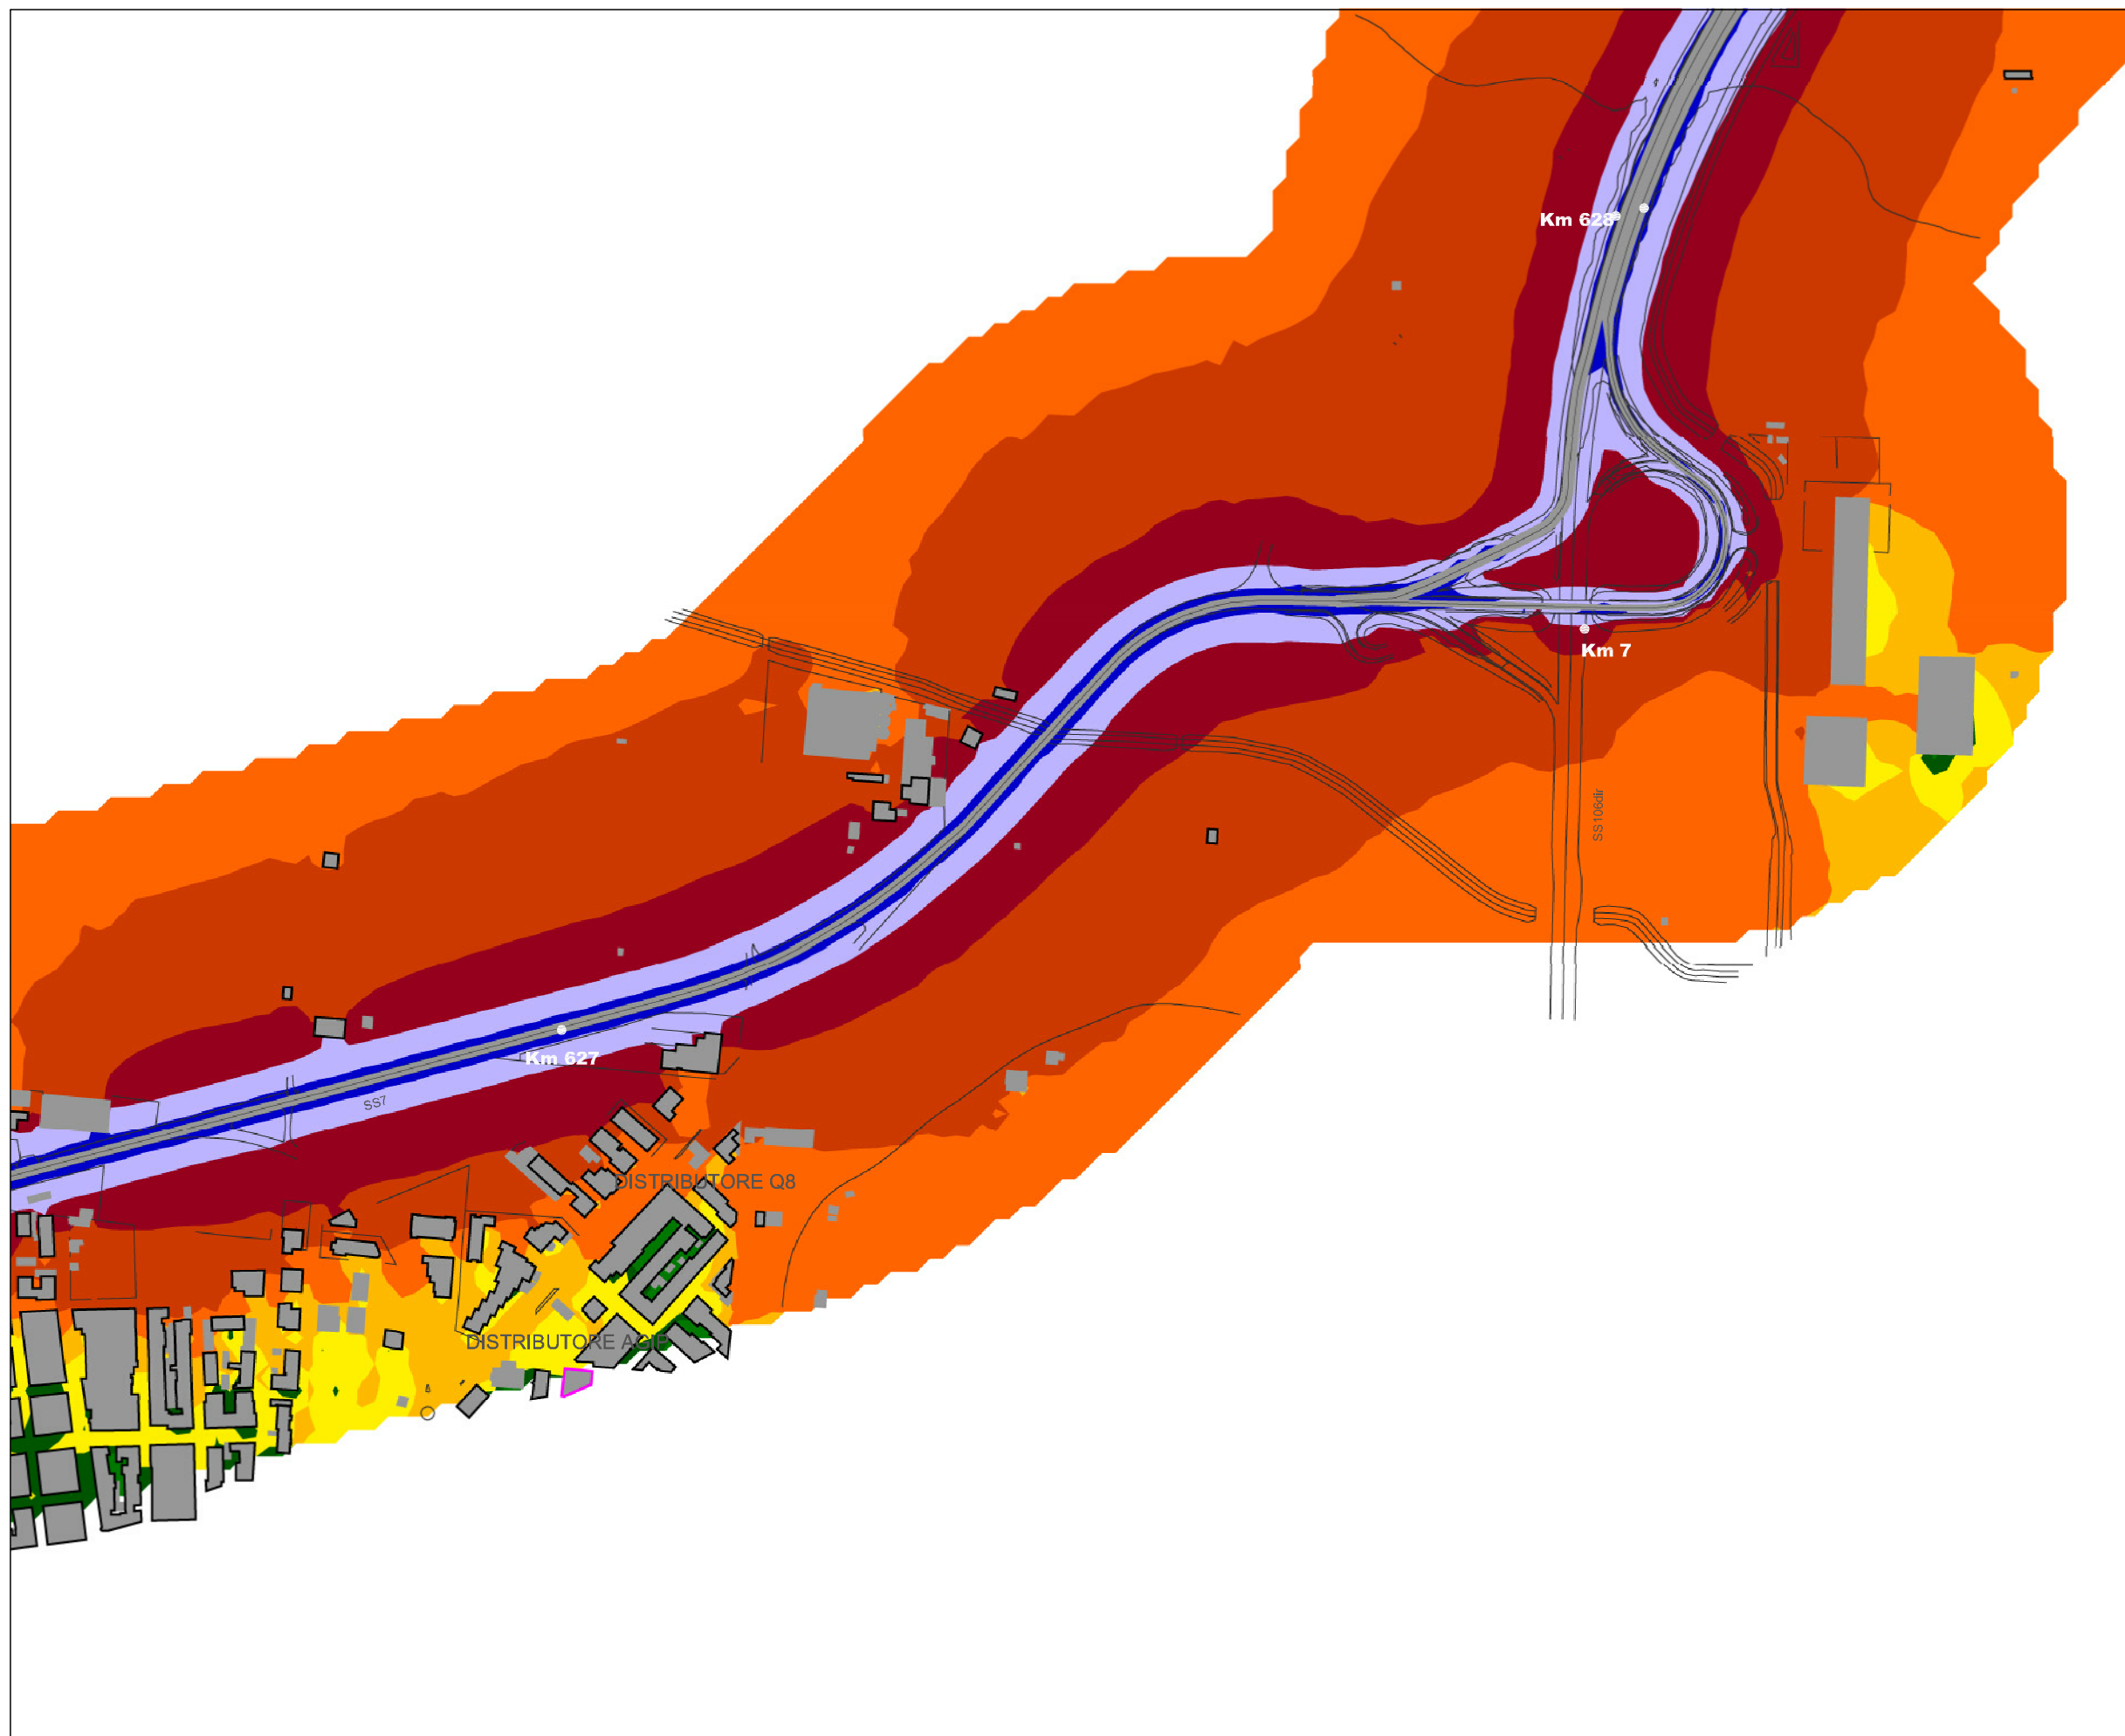 Km 628
Km 7
SS106dir
Km 627
SS7
DISTRIBUTORE Q8
DISTRIBUTORE AGIP